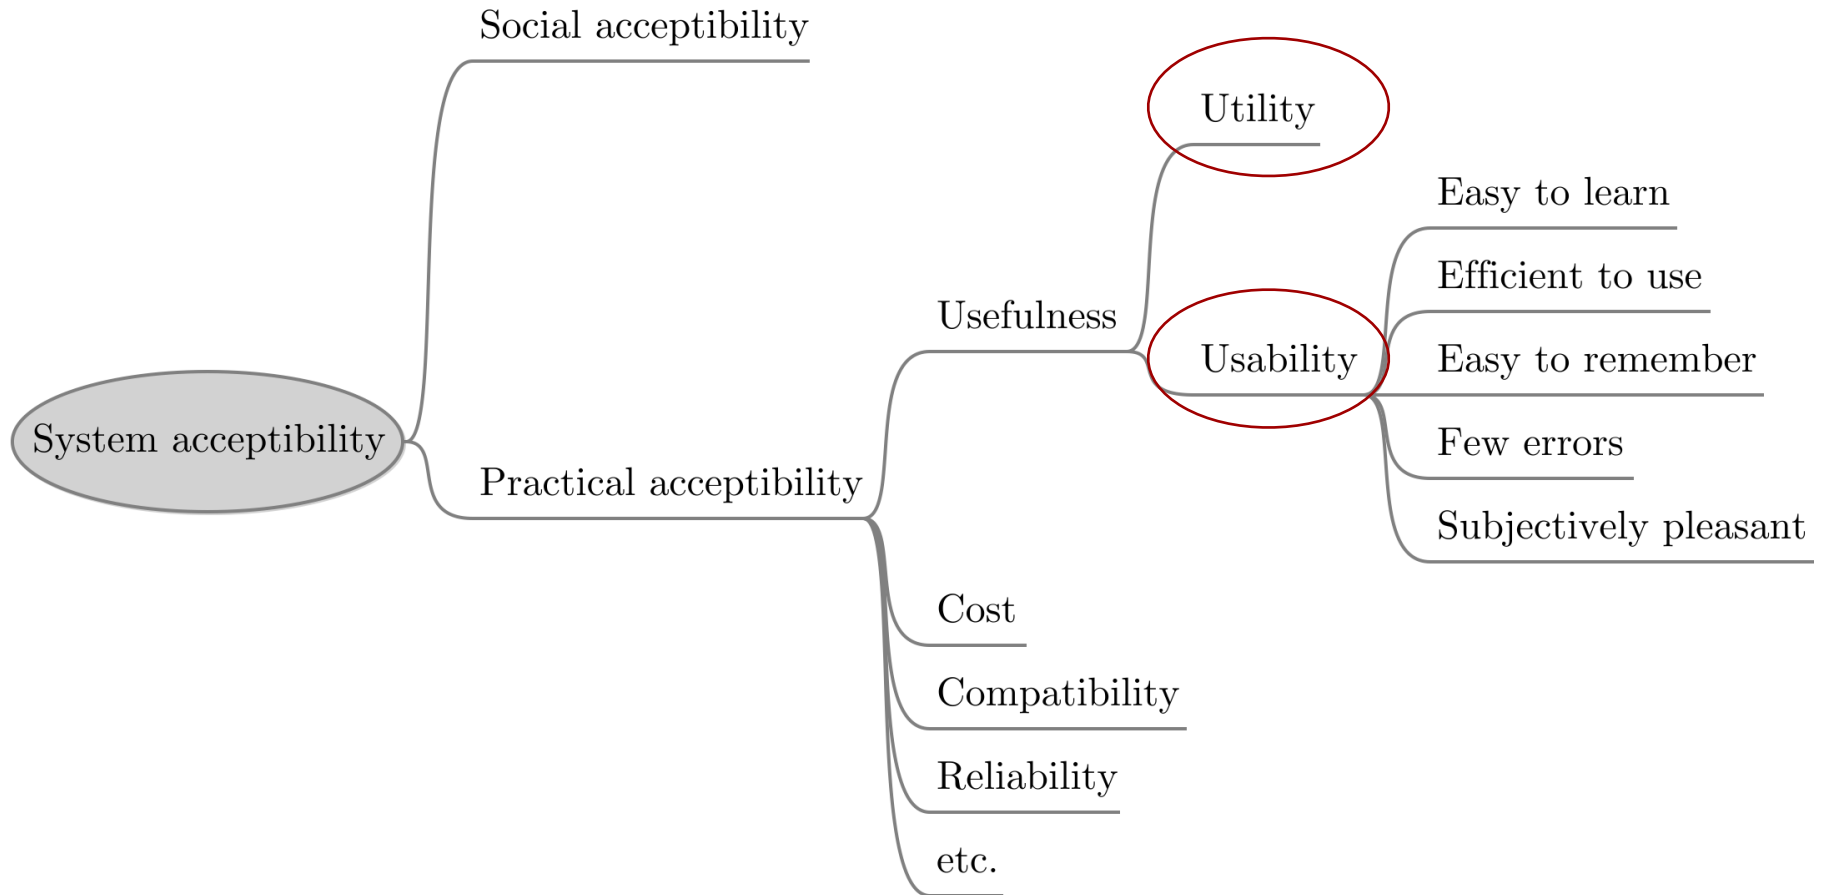 System acceptibility
Social acceptibility
Practical acceptibility
Usefulness
Utility
Usability
Easy to learn
Efficient to use
Easy to remember
Few errors
Subjectively pleasant
Cost
Compatibility
Reliability
etc.